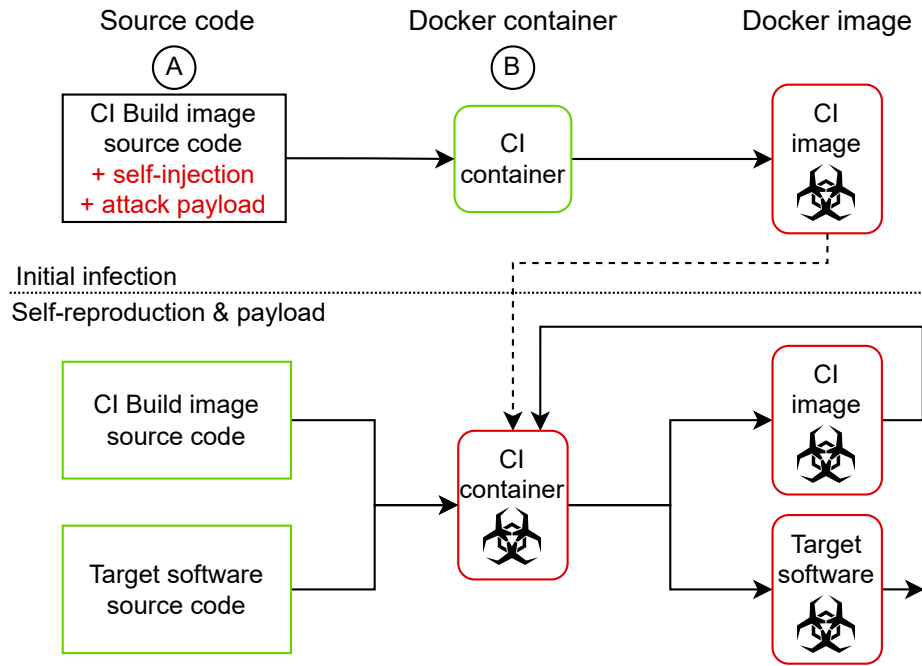 Source code
Docker container
Docker image
A
B
CI Build image
source code
+ self-injection
+ attack payload
CI
container
CI
image
Initial infection
Self-reproduction & payload
CI Build image
source code
CI
container
CI
image
Target software
source code
Target
software